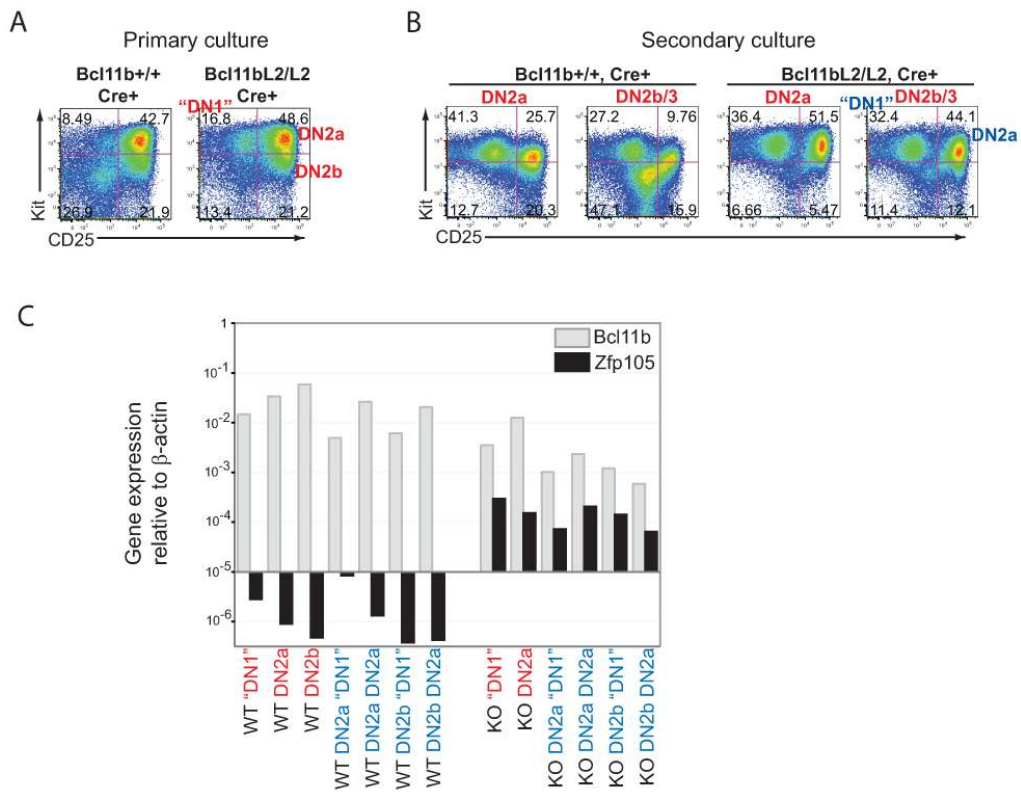 A
Primary culture
Bcl11b+/+
Cre+
Bcl11bL2/L2
Cre+
"DN1"
8.49 42.7
26.9 21.9
16.8 48.6
13.4 21.2
DN2a
DN2b
Kit
CD25
B
Secondary culture
Bcl11b+/+, Cre+
Bcl11bL2/L2, Cre+
DN2a
DN2b/3
DN2a
"DN1"
DN2b/3
41.3 25.7
12.7 20.3
27.2 9.76
47.1 15.9
36.4 51.5
6.66 5.47
32.4 44.1
11.4 12.1
DN2a
Kit
CD25
C
Gene expression
relative to β-actin
1
10⁻¹
10⁻²
10⁻³
10⁻⁴
10⁻⁵
10⁻⁶
Bcl11b
Zfp105
WT "DN1"
WT DN2a
WT DN2b
WT DN2a "DN1"
WT DN2a DN2a
WT DN2b "DN1"
WT DN2b DN2a
KO "DN1"
KO DN2a
KO DN2a "DN1"
KO DN2a DN2a
KO DN2b "DN1"
KO DN2b DN2a